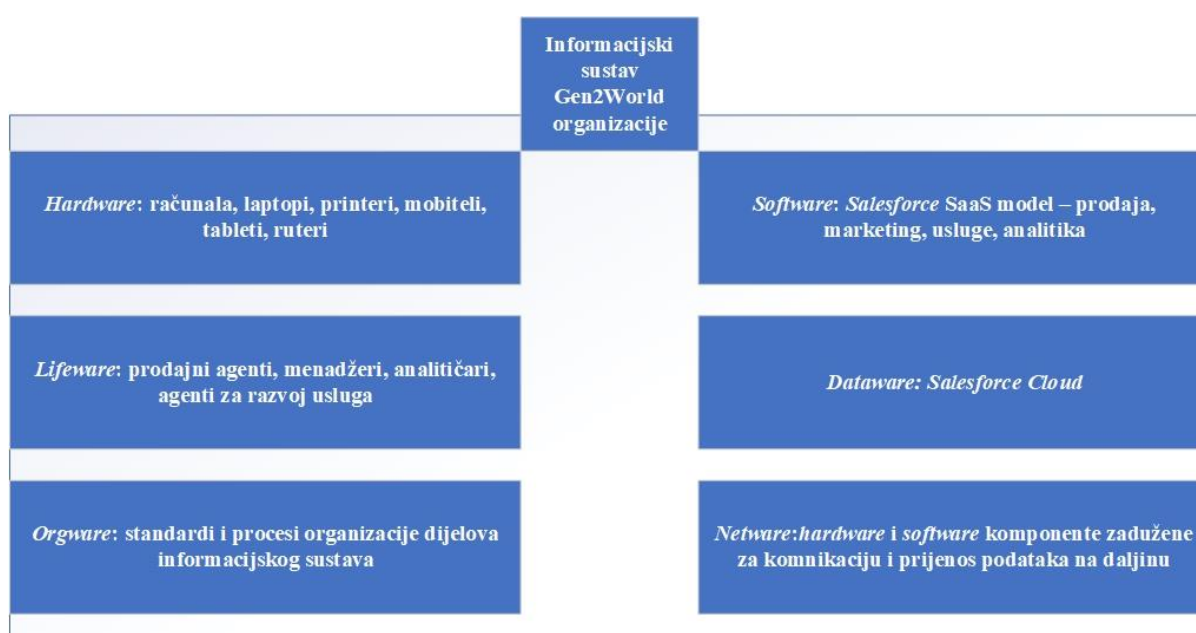 Informacijski
sustav
Gen2World
organizacije
Hardware: računala, laptopi, printeri, mobiteli,
tableti, ruteri
Software: Salesforce SaaS model – prodaja,
marketing, usluge, analitika
Lifeware: prodajni agenti, menadžeri, analitičari,
agenti za razvoj usluga
Dataware: Salesforce Cloud
Orgware: standardi i procesi organizacije dijelova
informacijskog sustava
Netware:hardware i software komponente zadužene
za komnikaciju i prijenos podataka na daljinu